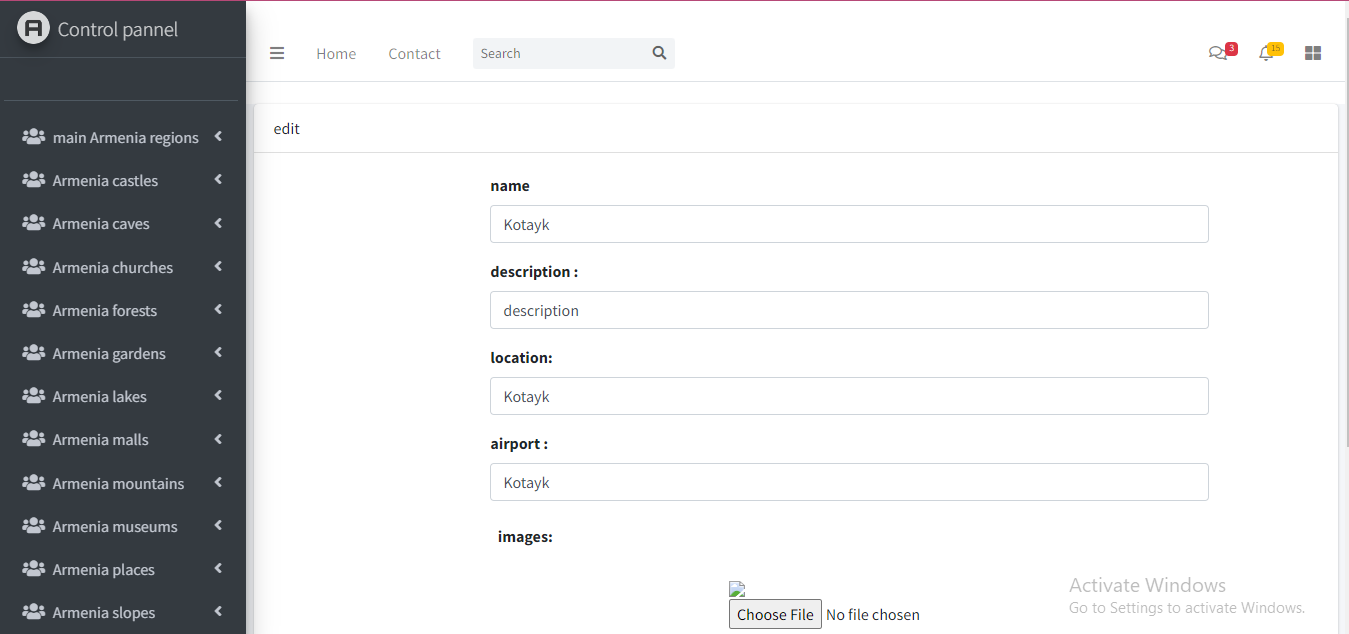 Control pannel
Home Contact Search 3 15
main Armenia regions
Armenia castles
Armenia caves
Armenia churches
Armenia forests
Armenia gardens
Armenia lakes
Armenia malls
Armenia mountains
Armenia museums
Armenia places
Armenia slopes
edit
name
Kotayk
description :
description
location:
Kotayk
airport :
Kotayk
images:
Choose File No file chosen
Activate Windows
Go to Settings to activate Windows.